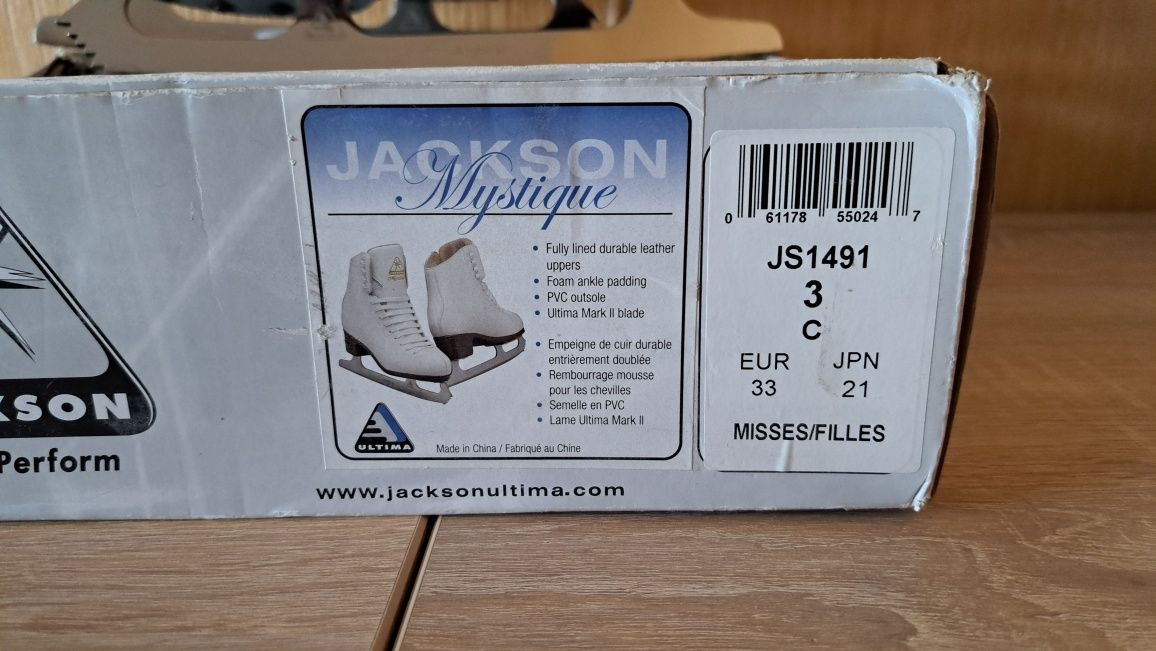 KSON
Perform
JACKSON
Mystique
• Fully lined durable leather
uppers
• Foam ankle padding
• PVC outsole
• Ultima Mark II blade
• Empeigne de cuir durable
entrièrement doublée
• Rembourrage mousse
pour les chevilles
• Semelle en PVC
• Lame Ultima Mark II
ULTIMA
Made in China / Fabriqué au Chine
www.jacksonultima.com
0 61178 55024 7
JS1491
3
C
EUR JPN
33 21
MISSES/FILLES